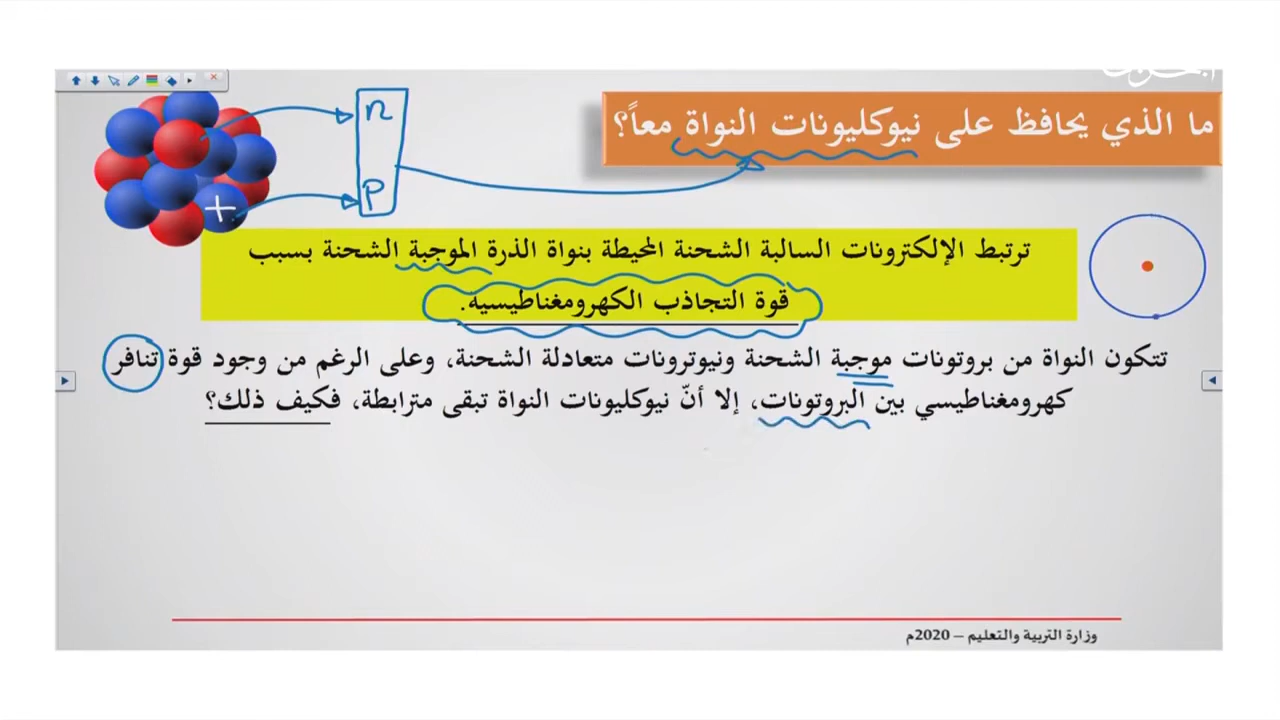 ما الذي يحافظ على نيوكليونات النواة معاً؟
n
p
+
ترتبط الإلكترونات السالبة الشحنة المحيطة بنواة الذرة الموجبة الشحنة بسبب
قوة التجاذب الكهرومغناطيسية.
تتكون النواة من بروتونات موجبة الشحنة ونيوترونات متعادلة الشحنة، وعلى الرغم من وجود قوة تنافر
كهرومغناطيسي بين البروتونات، إلا أنّ نيوكليونات النواة تبقى مترابطة، فكيف ذلك؟
وزارة التربية والتعليم – 2020م